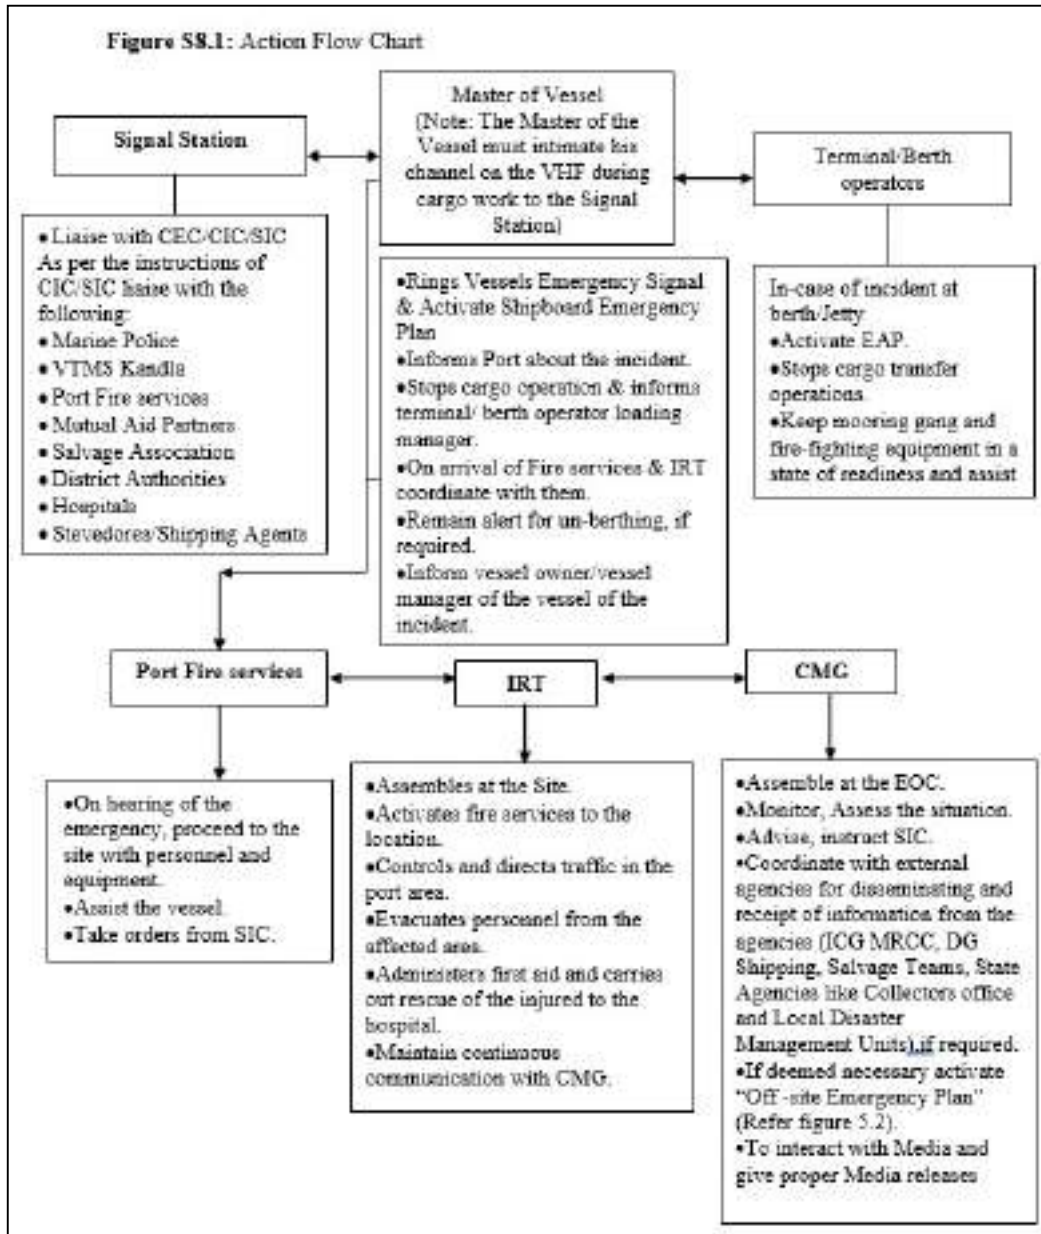 Figure S8.1: Action Flow Chart
Master of Vessel
(Note: The Master of the
Vessel must intimate his
channel on the VHF during
cargo work to the Signal
Station)
Signal Station
Terminal/Berth
operators
●Liaise with CEC/CIC/SIC
As per the instructions of
CIC/SIC liaise with the
following:
●Marine Police
●VTMS Kandla
●Port Fire services
●Mutual Aid Partners
●Salvage Association
●District Authorities
●Hospitals
●Stevedores/Shipping Agents
●Rings Vessels Emergency Signal
& Activate Shipboard Emergency
Plan
●Informs Port about the incident.
●Stops cargo operation & informs
terminal/ berth operator loading
manager.
●On arrival of Fire services & IRT
coordinate with them.
●Remain alert for un-berthing, if
required.
●Inform vessel owner/vessel
manager of the vessel of the
incident.
In-case of incident at
berth/Jetty
●Activate EAP.
●Stops cargo transfer
operations.
●Keep mooring gang and
fire-fighting equipment in a
state of readiness and assist
Port Fire services
IRT
CMG
●On hearing of the
emergency, proceed to the
site with personnel and
equipment.
●Assist the vessel.
●Take orders from SIC.
●Assembles at the Site.
●Activates fire services to the
location.
●Controls and directs traffic in the
port area.
●Evacuates personnel from the
affected area.
●Administers first aid and carries
out rescue of the injured to the
hospital.
●Maintain continuous
communication with CMG.
●Assemble at the EOC.
●Monitor, Assess the situation.
●Advise, instruct SIC.
●Coordinate with external
agencies for disseminating and
receipt of information from the
agencies (ICG MRCC, DG
Shipping, Salvage Teams, State
Agencies like Collectors office
and Local Disaster
Management Units),if required.
●If deemed necessary activate
“Off -site Emergency Plan”
(Refer figure 5.2).
●To interact with Media and
give proper Media releases